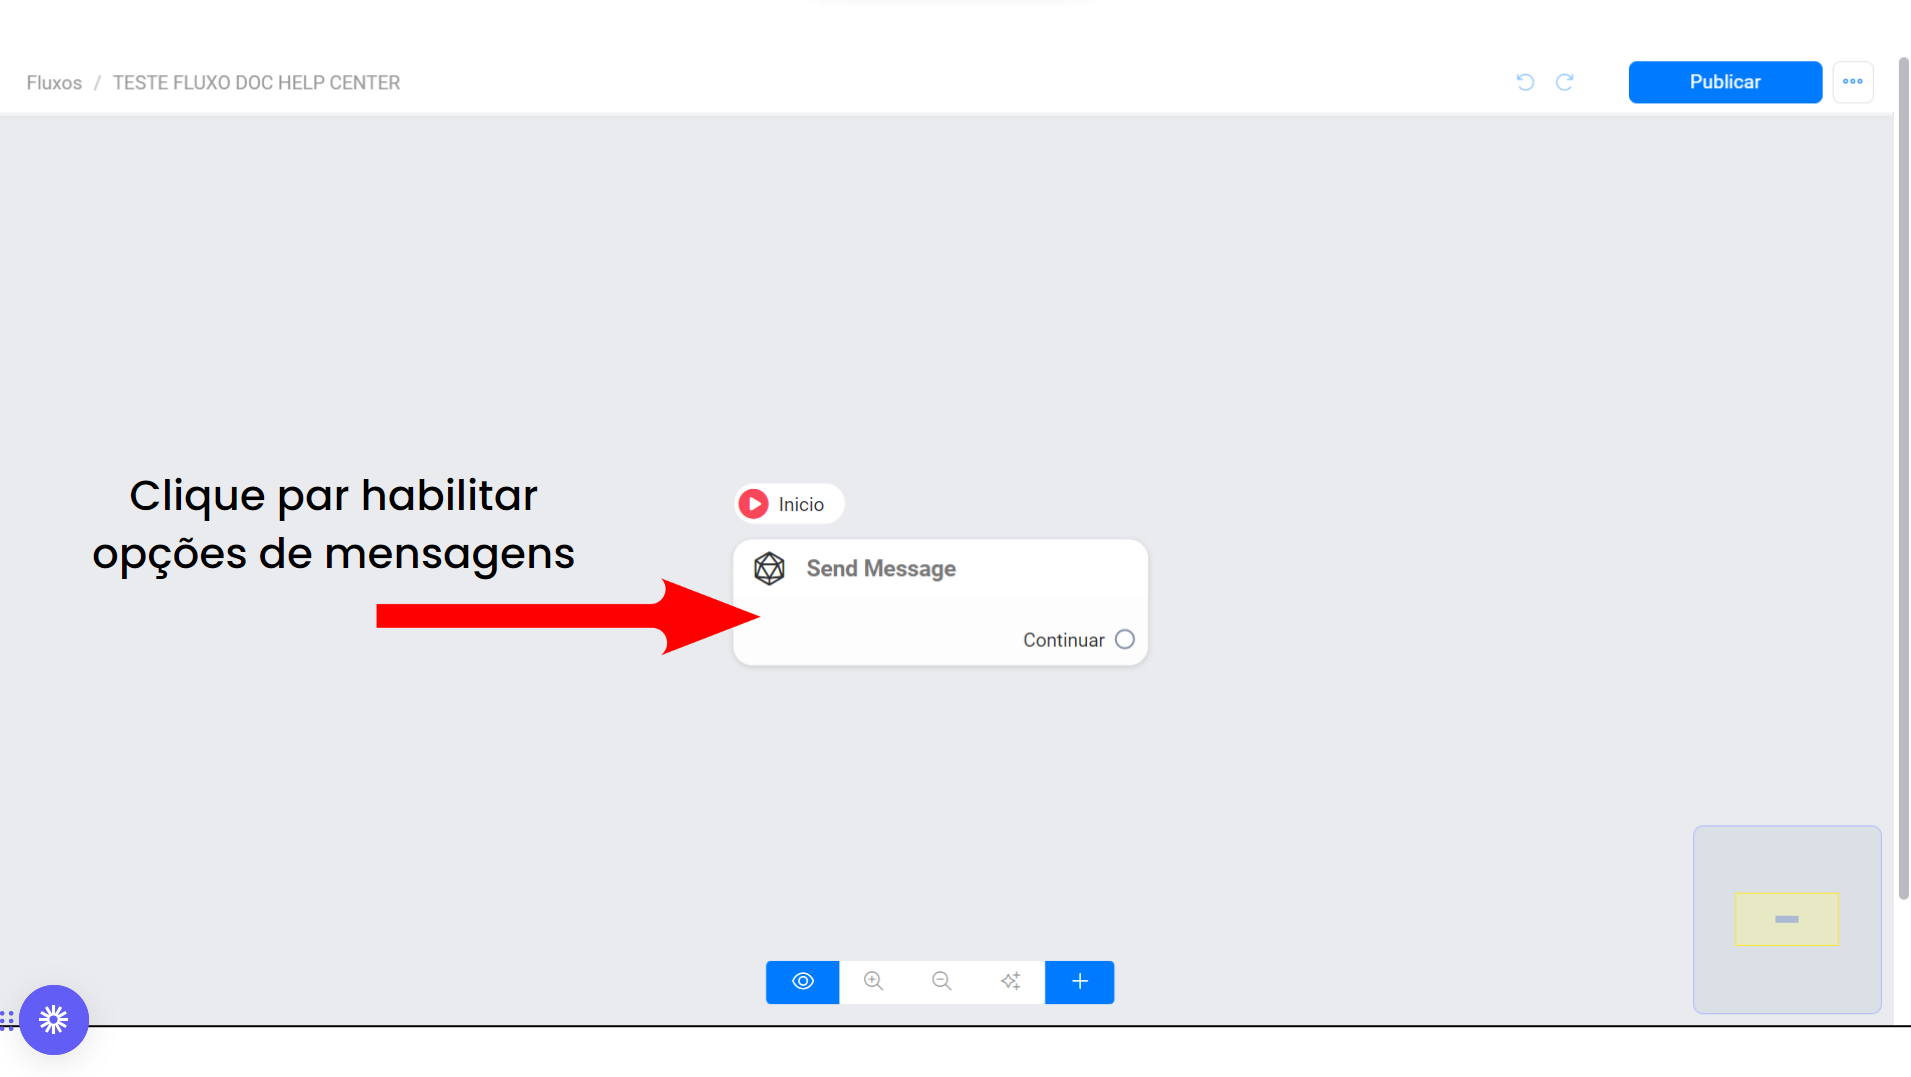 Fluxos / TESTE FLUXO DOC HELP CENTER
Publicar
Clique par habilitar
opções de mensagens
Inicio
Send Message
Continuar